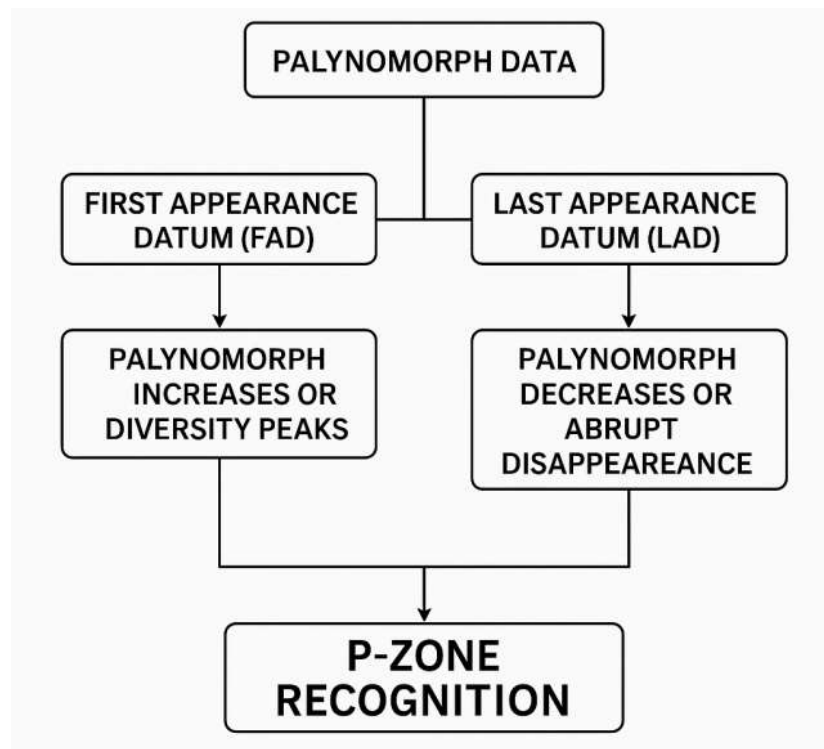 PALYNOMORPH DATA
FIRST APPEARANCE
DATUM (FAD)
LAST APPEARANCE
DATUM (LAD)
PALYNOMORPH
INCREASES OR
DIVERSITY PEAKS
PALYNOMORPH
DECREASES OR
ABRUPT
DISAPPEAREANCE
P-ZONE
RECOGNITION